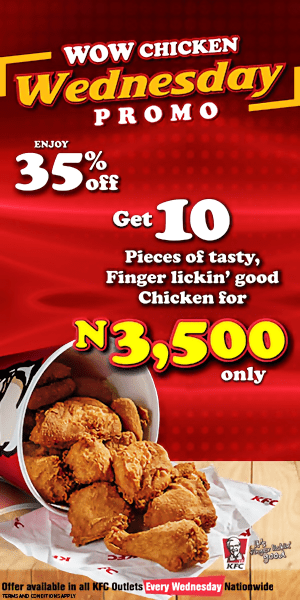 WOW CHICKEN
Wednesday
PROMO
ENJOY
35% off
Get 10
Pieces of tasty,
Finger lickin' good
Chicken for
N3,500
only
KFC
KFC
It's finger lickin' good
KFC
Offer available in all KFC Outlets Every Wednesday Nationwide
TERMS AND CONDITIONS APPLY